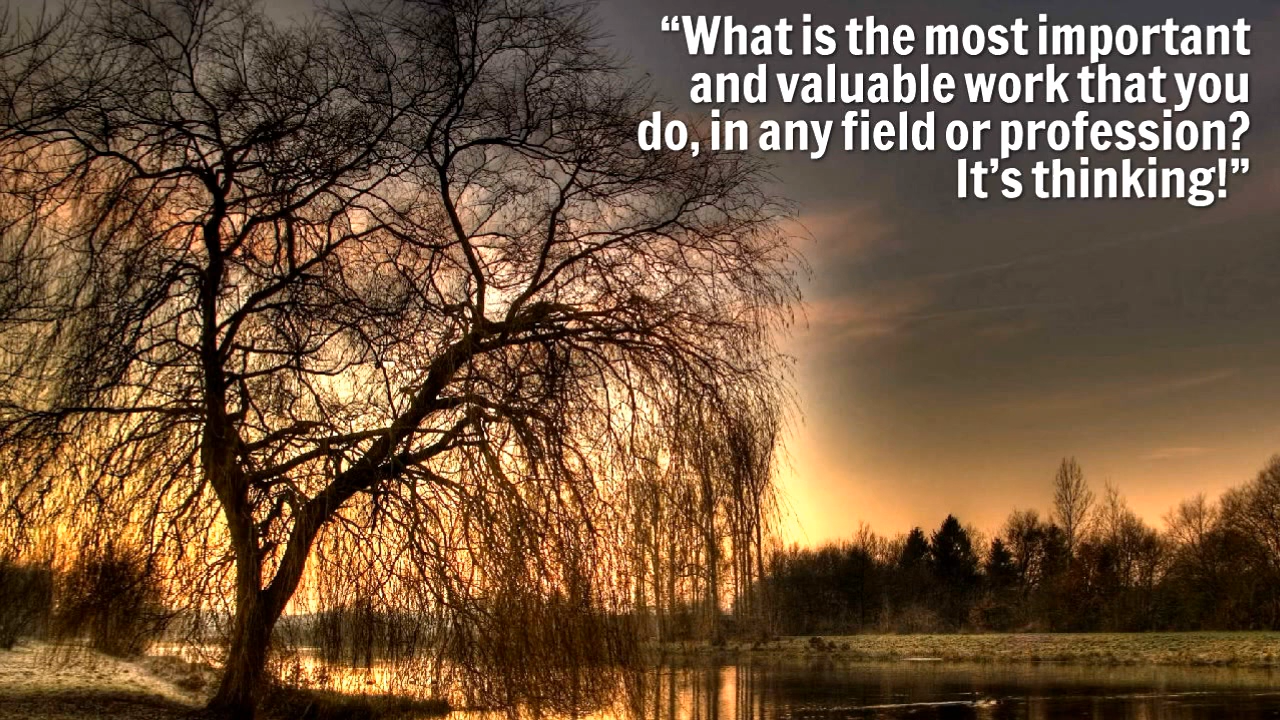 “What is the most important
and valuable work that you
do, in any field or profession?
It’s thinking!”